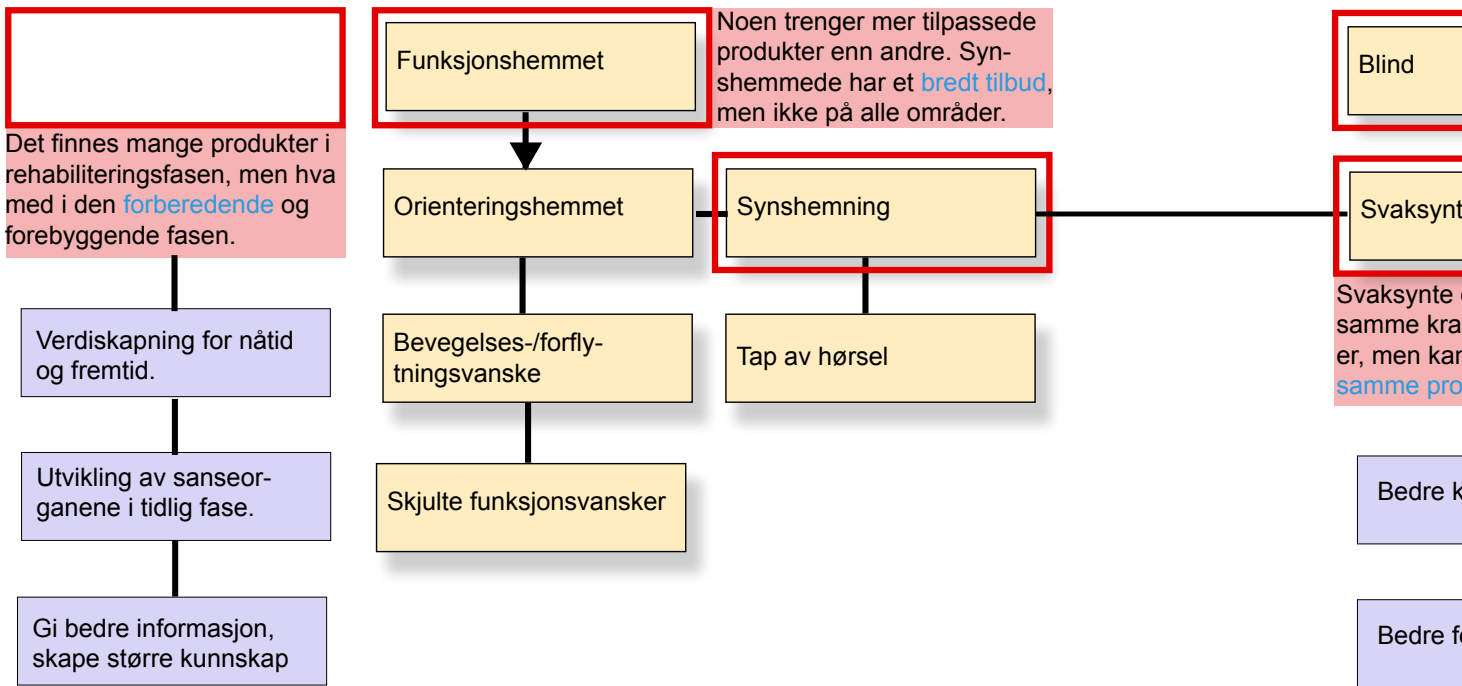 Det finnes mange produkter i
rehabiliteringsfasen, men hva
med i den forberedende og
forebyggende fasen.
Verdiskapning for nåtid
og fremtid.
Utvikling av sanseor-
ganene i tidlig fase.
Gi bedre informasjon,
skape større kunnskap
Funksjonshemmet
Noen trenger mer tilpassede
produkter enn andre. Syn-
shemmede har et bredt tilbud,
men ikke på alle områder.
Orienteringshemmet
Synshemning
Bevegelses-/forfly-
tningsvanske
Tap av hørsel
Skjulte funksjonsvansker
Blind
Svaksynt
Svaksynte
samme
er, men
samme
Bedre
Bedre